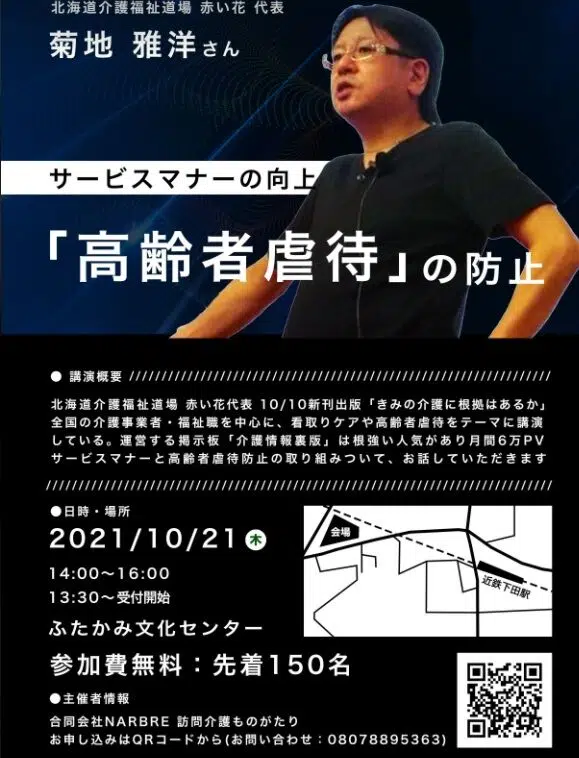 北海道介護福祉道場 赤い花 代表
菊地 雅洋さん
サービスマナーの向上
「高齢者虐待」の防止
● 講演概要
北海道介護福祉道場 赤い花代表 10/10新刊出版「きみの介護に根拠はあるか」
全国の介護事業者・福祉職を中心に、看取りケアや高齢者虐待をテーマに講演
している。運営する掲示板「介護情報裏版」は根強い人気があり月間6万PV
サービスマナーと高齢者虐待防止の取り組みついて、お話していただきます
●日時・場所
2021/10/21 木
14:00〜16:00
13:30〜受付開始
ふたかみ文化センター
会場
近鉄下田駅
参加費無料：先着150名
●主催者情報
合同会社NARBRE 訪問介護ものがたり
お申し込みはQRコードから(お問い合わせ：08078895363)